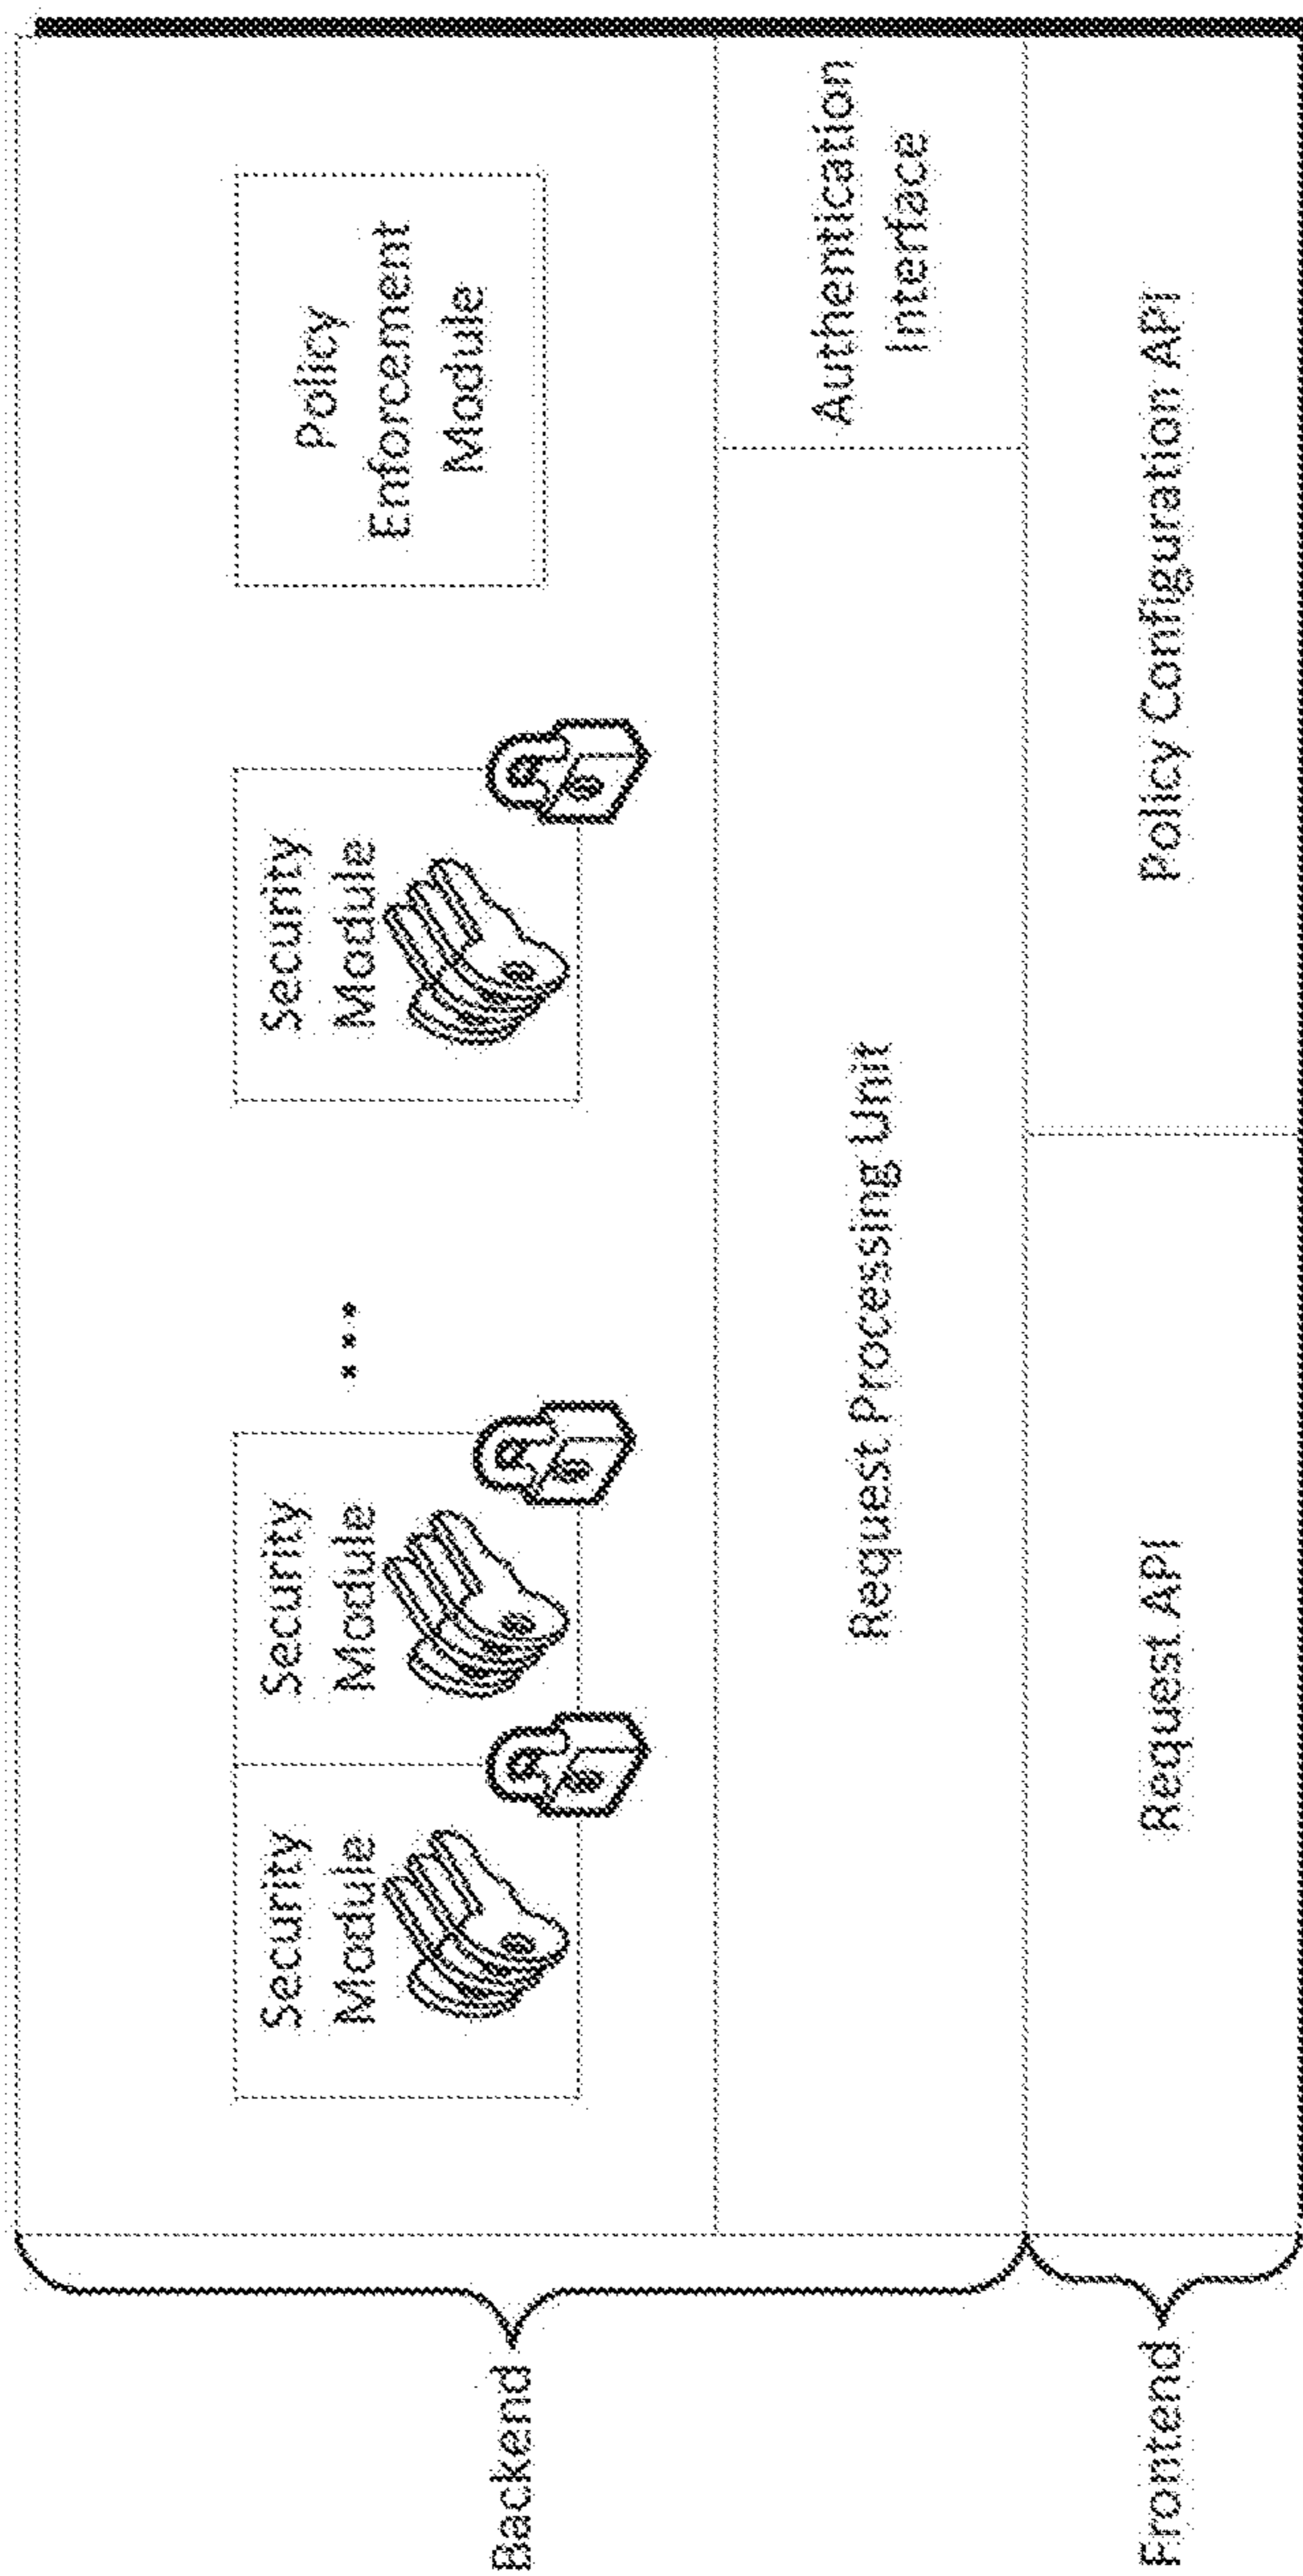 Backend
Security
Module
Security
Module
...
Security
Module
Policy
Enforcement
Module
Request Processing Unit
Authentication
Interface
Frontend
Request API
Policy Configuration API